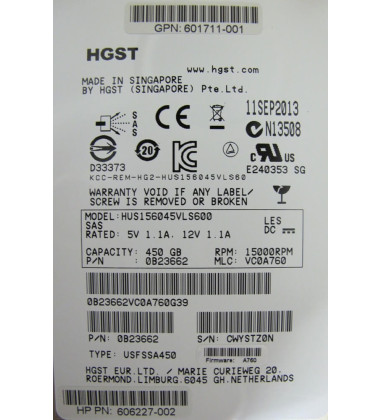 GPN: 601711-001
HGST
www.hgst.com
MADE IN SINGAPORE
BY HGST (SINGAPORE) Pte.Ltd.
11SEP2013
SAS
CE
N13508
20
D33373
E240353 SG
KCC-REM-HG2-HUS156045VLS60
WARRANTY VOID IF ANY LABEL/
SCREW IS REMOVED OR BROKEN
MODEL:HUS156045VLS600 LES
SAS DC
RATED: 5V 1.1A, 12V 1.1A
CAPACITY: 450 GB RPM: 15000RPM
P/N : 0B23662 MLC: VC0A760
0B23662VC0A760G39
P/N: 0B23662 S/N: CWYSTZ0N
TYPE: USFSSA450 Firmware: A760
HGST EUR.LTD. / MARIE CURIEWEG 20,
ROERMOND.LIMBURG.6045 GH.NETHERLANDS
HP PN: 606227-002